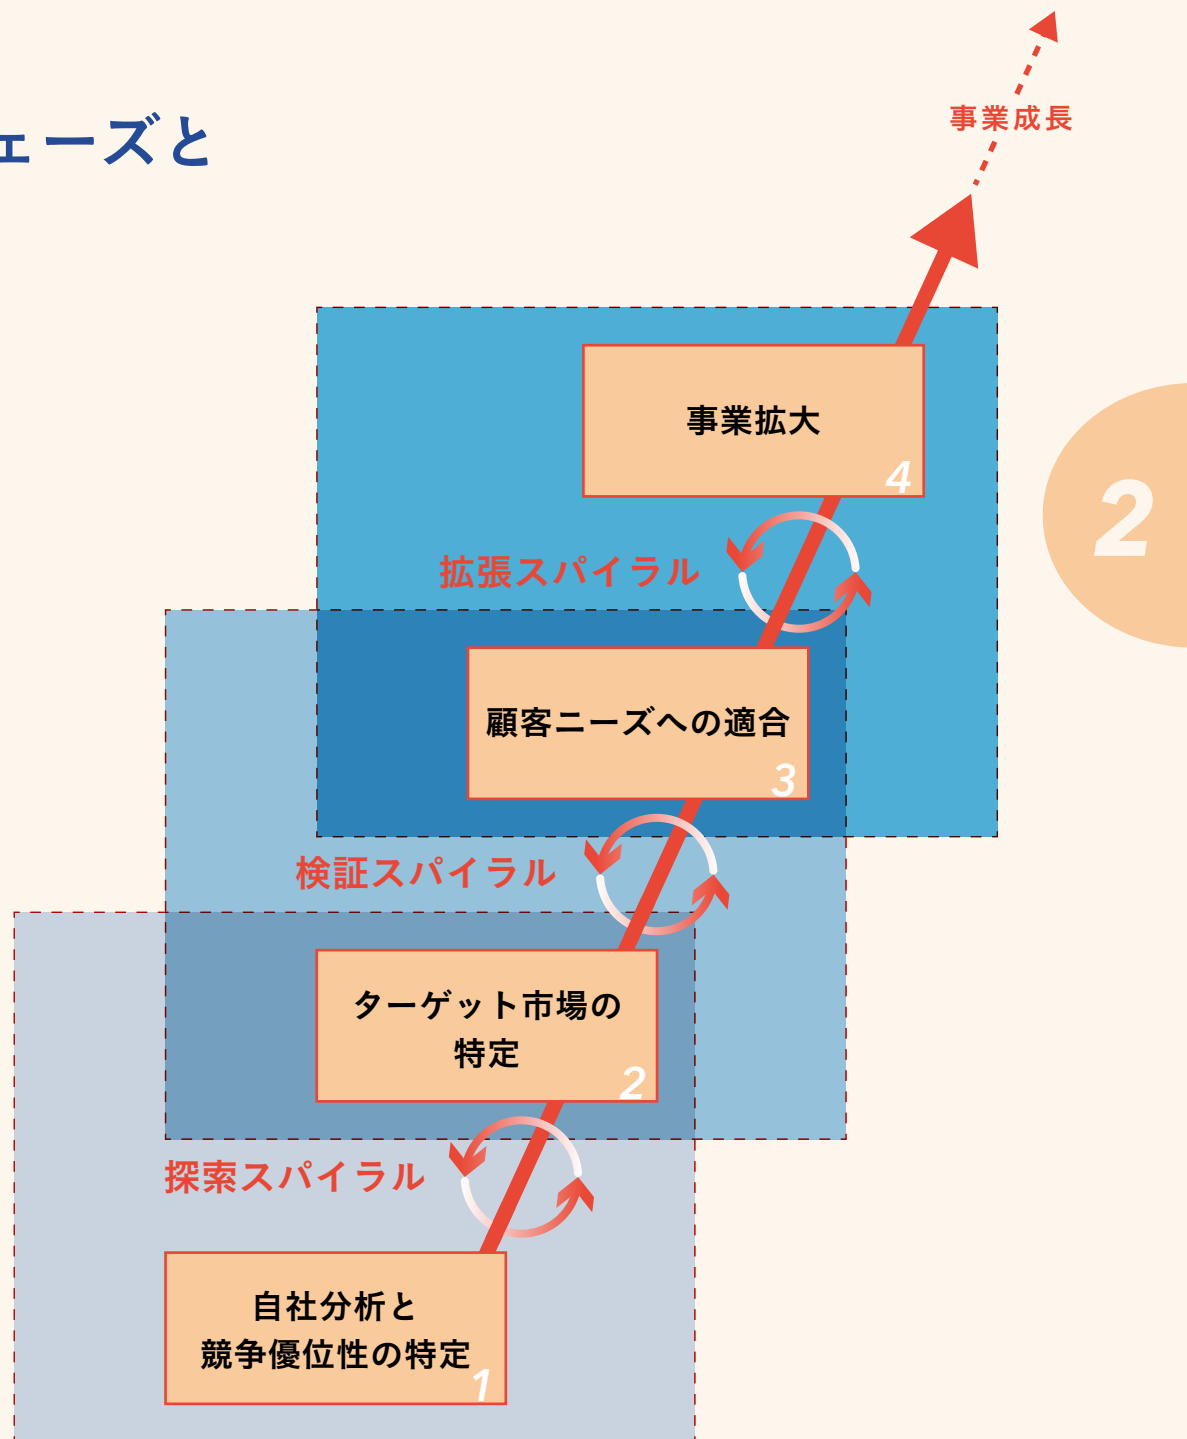 ェーズと
事業成長
事業拡大
4
2
拡張スパイラル
顧客ニーズへの適合
3
検証スパイラル
ターゲット市場の
特定
2
探索スパイラル
自社分析と
競争優位性の特定
1